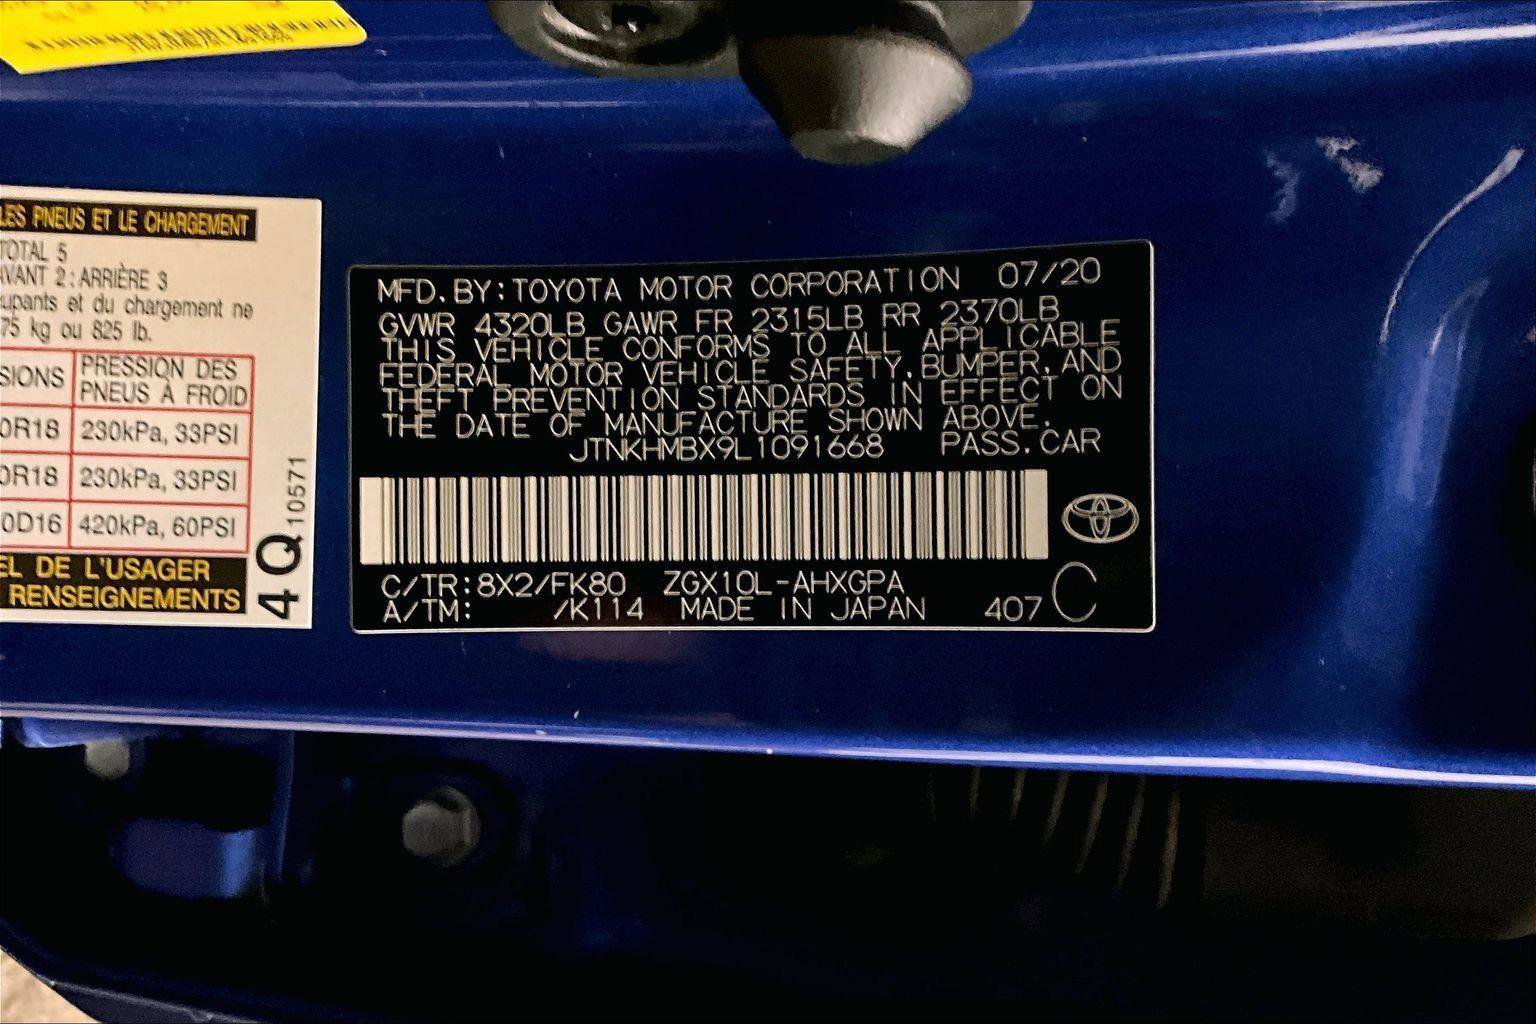 LES PNEUS ET LE CHARGEMENT
TOTAL 5
AVANT 2 : ARRIÈRE 3
et du chargement ne
75 kg ou 825 lb.
PRESSION DES
PNEUS À FROID
0R18 230kPa, 33PSI
0R18 230kPa, 33PSI
0D16 420kPa, 60PSI
DE L'USAGER
RENSEIGNEMENTS
4Q 10571
MFD. BY: TOYOTA MOTOR CORPORATION 07/20
GVWR 4320LB GAWR FR 2315LB RR 2370LB
THIS VEHICLE CONFORMS TO ALL APPLICABLE
FEDERAL MOTOR VEHICLE SAFETY, BUMPER, AND
THEFT PREVENTION STANDARDS IN EFFECT ON
THE DATE OF MANUFACTURE SHOWN ABOVE.
JTNKHMBX9L1091668 PASS. CAR
C/TR: 8X2/FK80 ZGX10L-AHXGPA
A/TM: /K114 MADE IN JAPAN 407 C